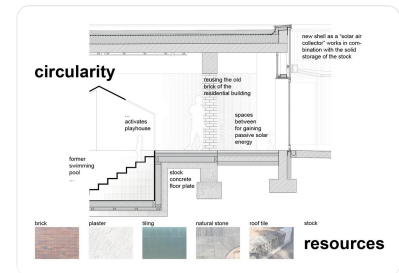 new shell as a "solar air
collector" works in com-
bination with the solid
storage of the stock
circularity
reusing the old
brick of the
residential building
...
activates
playhouse
spaces
between
for gaining
passive solar
energy
former
swimming
pool
...
stock
concrete
floor plate
brick
plaster
tiling
natural stone
roof tile
stock
resources